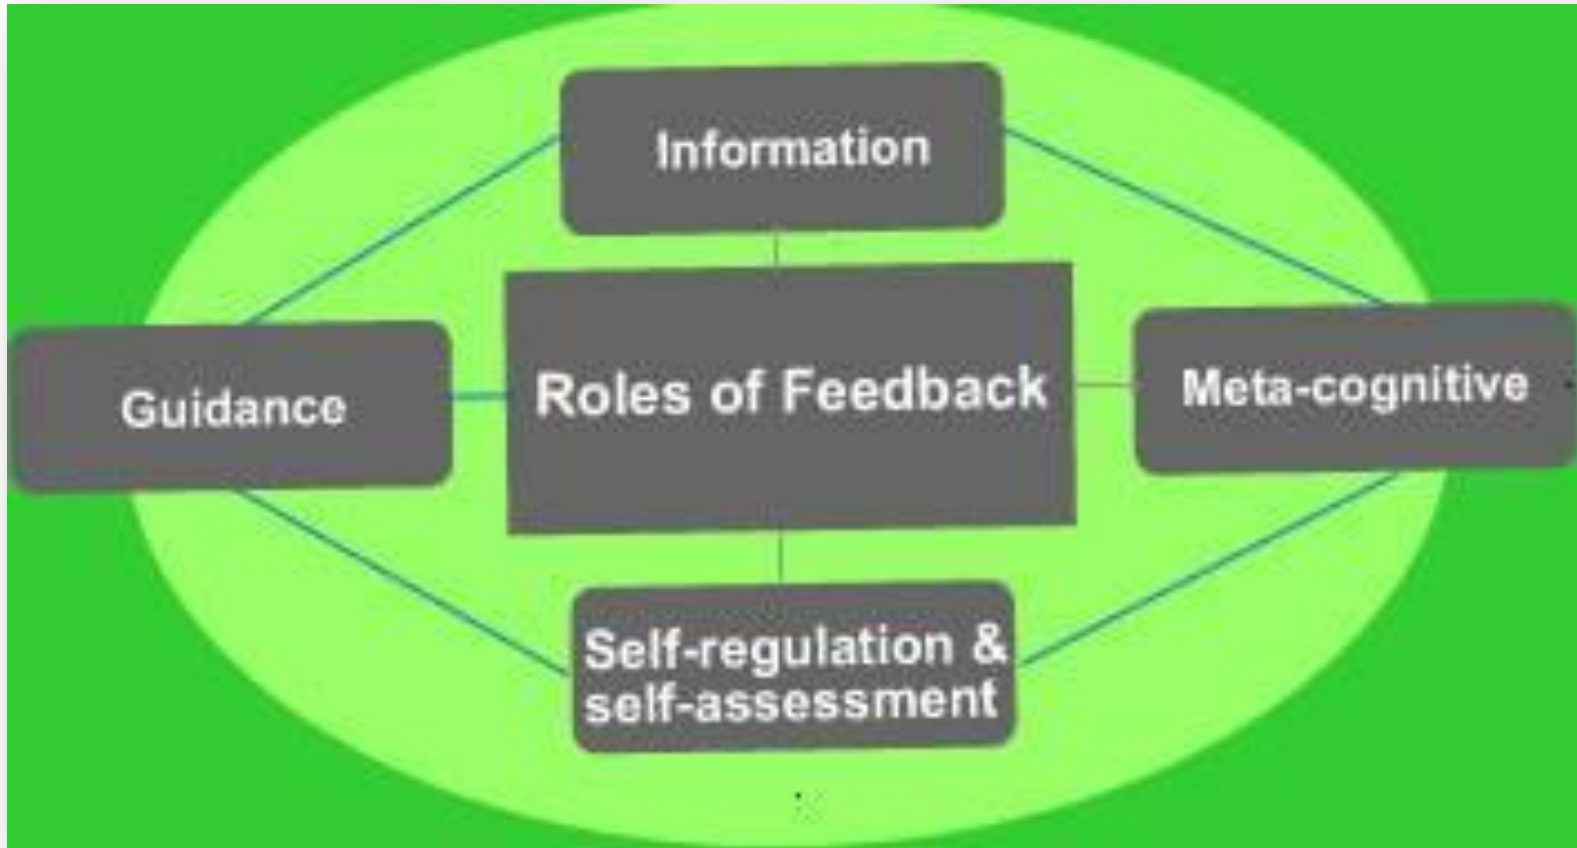 Information
Guidance
Roles of Feedback
Meta-cognitive
Self-regulation &
self-assessment